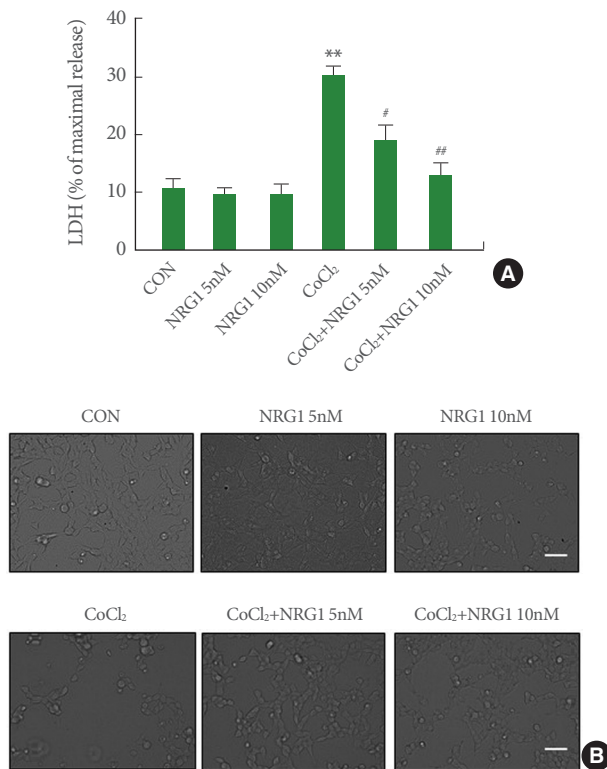 LDH (% of maximal release)
40
30
20
10
0
**
#
##
CON
NRG1 5nM
NRG1 10nM
CoCl₂
CoCl₂+NRG1 5nM
CoCl₂+NRG1 10nM
A
CON NRG1 5nM NRG1 10nM
CoCl₂ CoCl₂+NRG1 5nM CoCl₂+NRG1 10nM
B